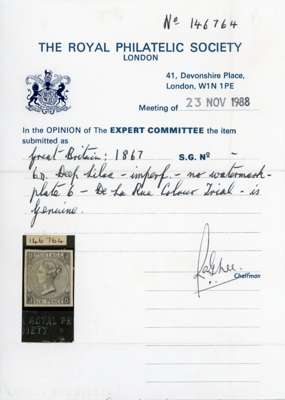 No 146764
THE ROYAL PHILATELIC SOCIETY
LONDON
41, Devonshire Place,
London, W1N 1PE
Meeting of 23 NOV 1988
In the OPINION of The EXPERT COMMITTEE the item
submitted as
Great Britain: 1867 S.G. No -
6d Deep lilac - imperf. - no watermark -
plate 6 - De La Rue Colour Trial - is
genuine.
146764
Chairman
ROYAL P
IETY